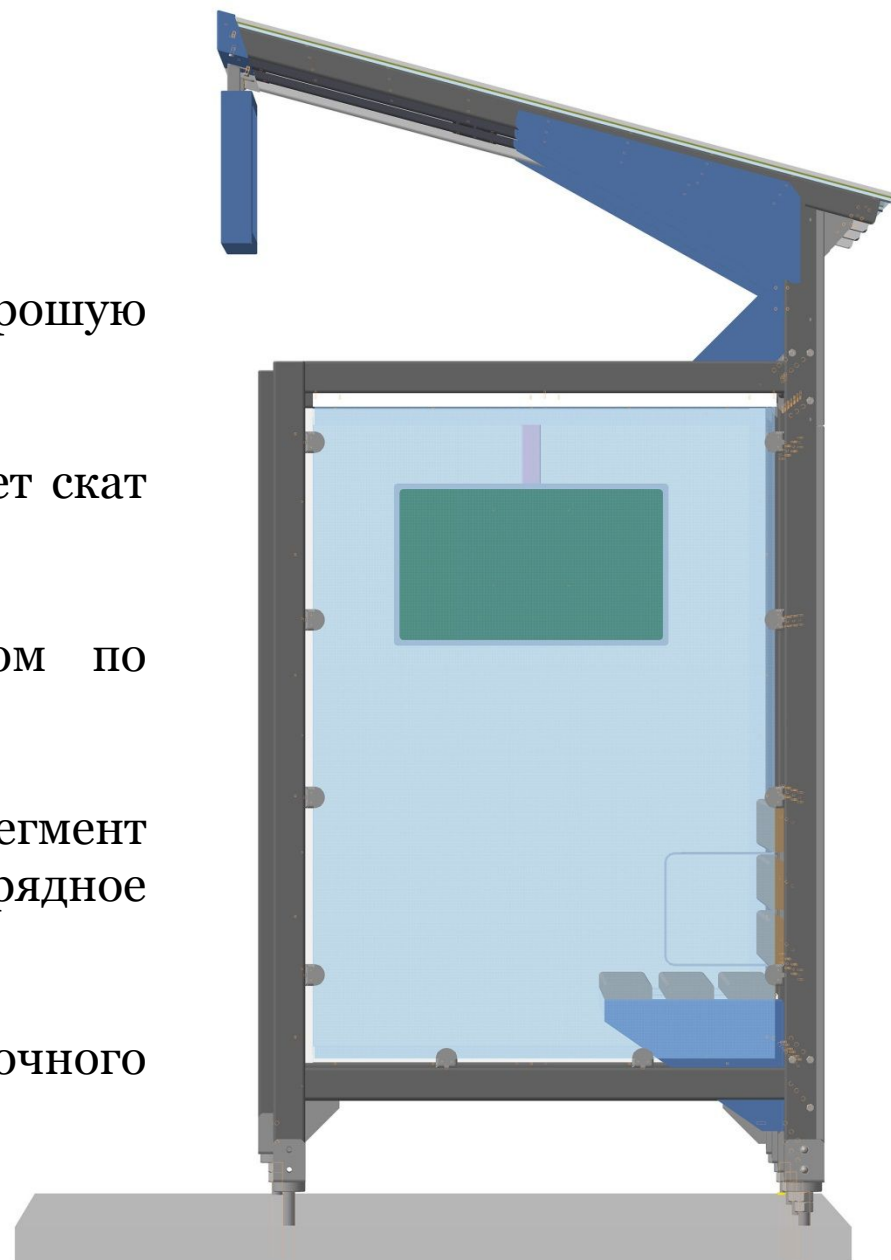 рошую
ет скат
ом по
егмент
рядное
очного